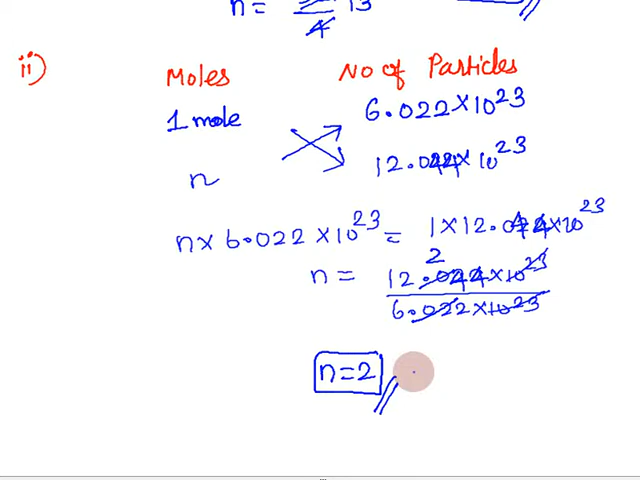 n = 4 13
ii)
Moles No of Particles
1 mole 6.022×10^23
n 12.044×10^23
n × 6.022 × 10^23 = 1 × 12.044×10^23
2
n = 12.044×10^23
6.022×10^23
n=2